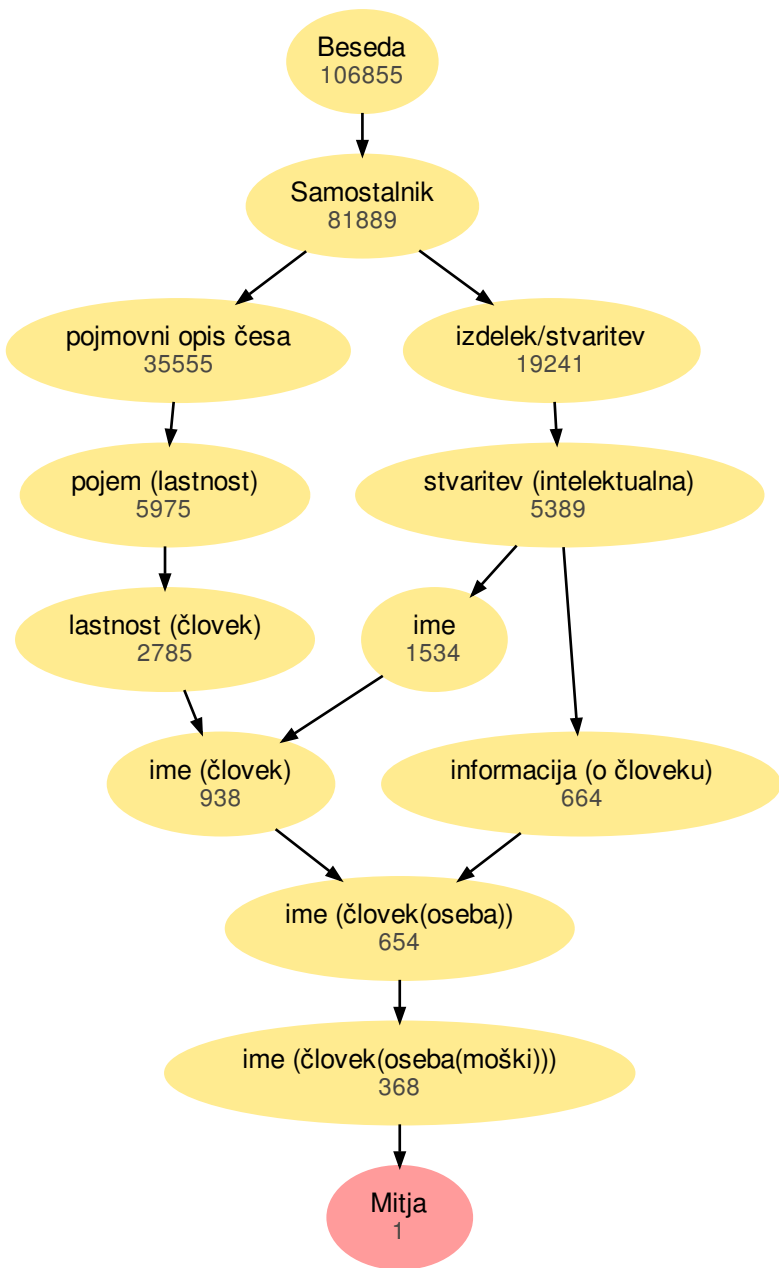 Beseda
106855
Samostalnik
81889
pojmovni opis česa
35555
izdelek/stvaritev
19241
pojem (lastnost)
5975
stvaritev (intelektualna)
5389
lastnost (človek)
2785
ime
1534
ime (človek)
938
informacija (o človeku)
664
ime (človek(oseba))
654
ime (človek(oseba(moški)))
368
Mitja
1